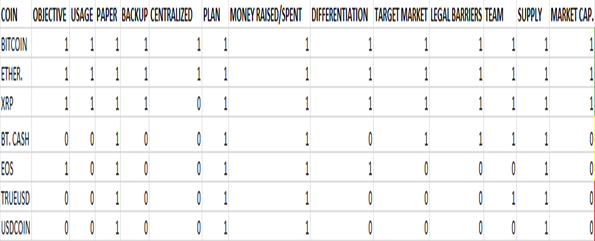 COIN OBJECTIVE USAGE PAPER BACKUP CENTRALIZED PLAN MONEY RAISED/SPENT DIFFERENTIATION TARGET MARKET LEGAL BARRIERS TEAM SUPPLY MARKET CAP.
BITCOIN 1 1 1 1 1 1 1 1 1 1 1 1 1
ETHER. 1 1 1 1 1 1 1 1 1 1 1 1 1
XRP 1 1 1 1 0 1 1 1 1 1 1 1 1
BT. CASH 0 0 1 0 0 1 1 0 1 1 1 1 0
EOS 1 0 1 0 0 1 1 1 0 0 0 1 0
TRUEUSD 0 0 1 0 0 1 1 0 0 0 1 1 0
USDCOIN 0 0 1 0 0 1 1 0 0 0 0 1 0